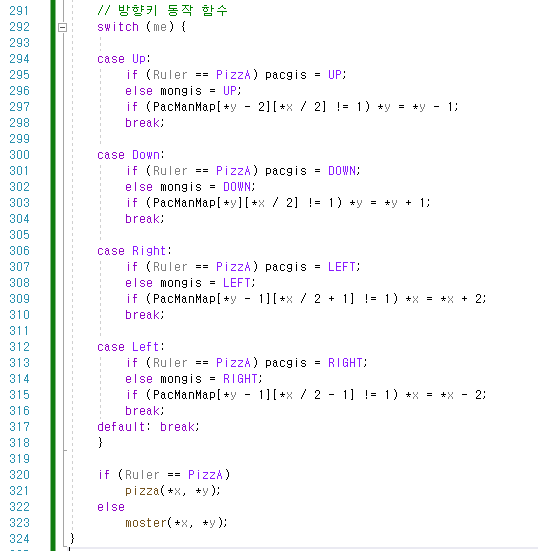 291 // 방향키 동작 함수
292 switch (me) {
293
294 case Up:
295 if (Ruler == PizzA) pacgis = UP;
296 else mongis = UP;
297 if (PacManMap[*y - 2][*x / 2] != 1) *y = *y - 1;
298 break;
299
300 case Down:
301 if (Ruler == PizzA) pacgis = DOWN;
302 else mongis = DOWN;
303 if (PacManMap[*y][*x / 2] != 1) *y = *y + 1;
304 break;
305
306 case Right:
307 if (Ruler == PizzA) pacgis = LEFT;
308 else mongis = LEFT;
309 if (PacManMap[*y - 1][*x / 2 + 1] != 1) *x = *x + 2;
310 break;
311
312 case Left:
313 if (Ruler == PizzA) pacgis = RIGHT;
314 else mongis = RIGHT;
315 if (PacManMap[*y - 1][*x / 2 - 1] != 1) *x = *x - 2;
316 break;
317 default: break;
318 }
319
320 if (Ruler == PizzA)
321 pizza(*x, *y);
322 else
323 moster(*x, *y);
324 }